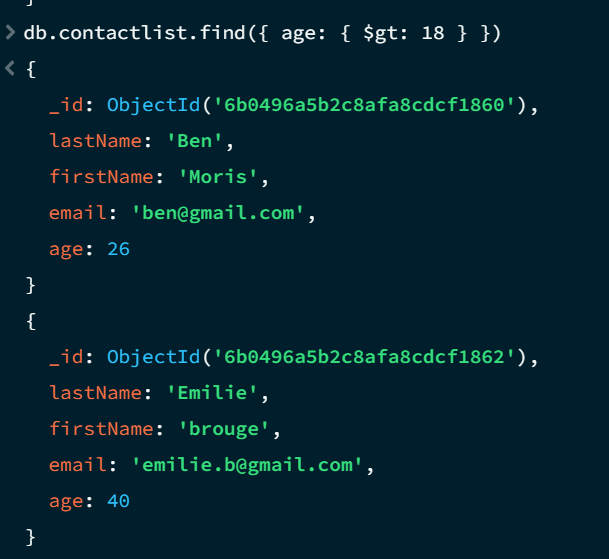 }
> db.contactlist.find({ age: { $gt: 18 } })
< {
_id: ObjectId('6b0496a5b2c8afa8cdcf1860'),
lastName: 'Ben',
firstName: 'Moris',
email: 'ben@gmail.com',
age: 26
}
{
_id: ObjectId('6b0496a5b2c8afa8cdcf1862'),
lastName: 'Emilie',
firstName: 'brouge',
email: 'emilie.b@gmail.com',
age: 40
}